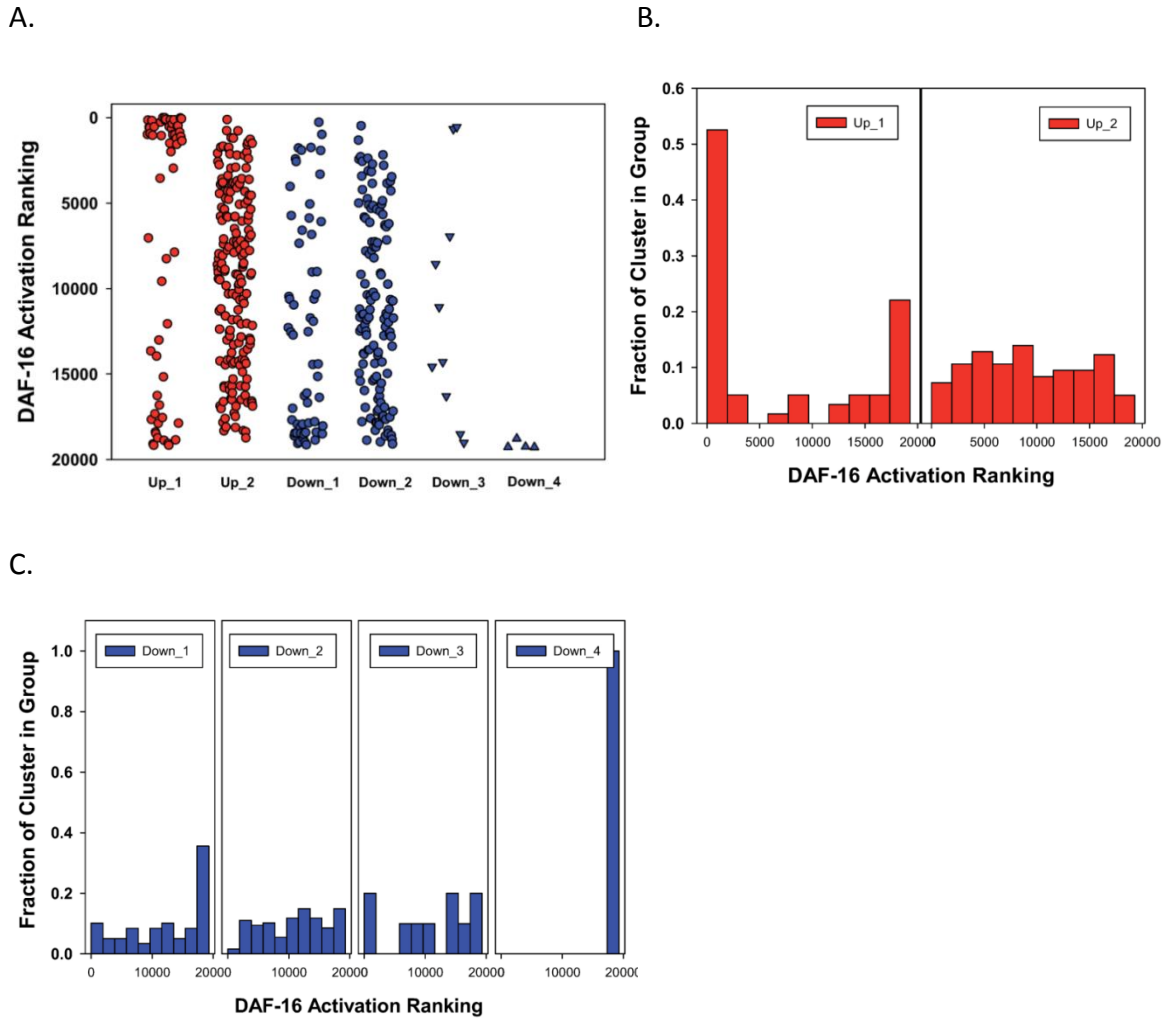 A.
DAF-16 Activation Ranking
0
5000
10000
15000
20000
Up_1 Up_2 Down_1 Down_2 Down_3 Down_4
B.
Fraction of Cluster in Group
0.6
0.5
0.4
0.3
0.2
0.1
0.0
Up_1 Up_2
0 5000 10000 15000 20000 0 5000 10000 15000 20000
DAF-16 Activation Ranking
C.
Fraction of Cluster in Group
1.0
0.8
0.6
0.4
0.2
0.0
Down_1 Down_2 Down_3 Down_4
0 10000 20000 10000 20000 10000 20000 0 10000 20000
DAF-16 Activation Ranking